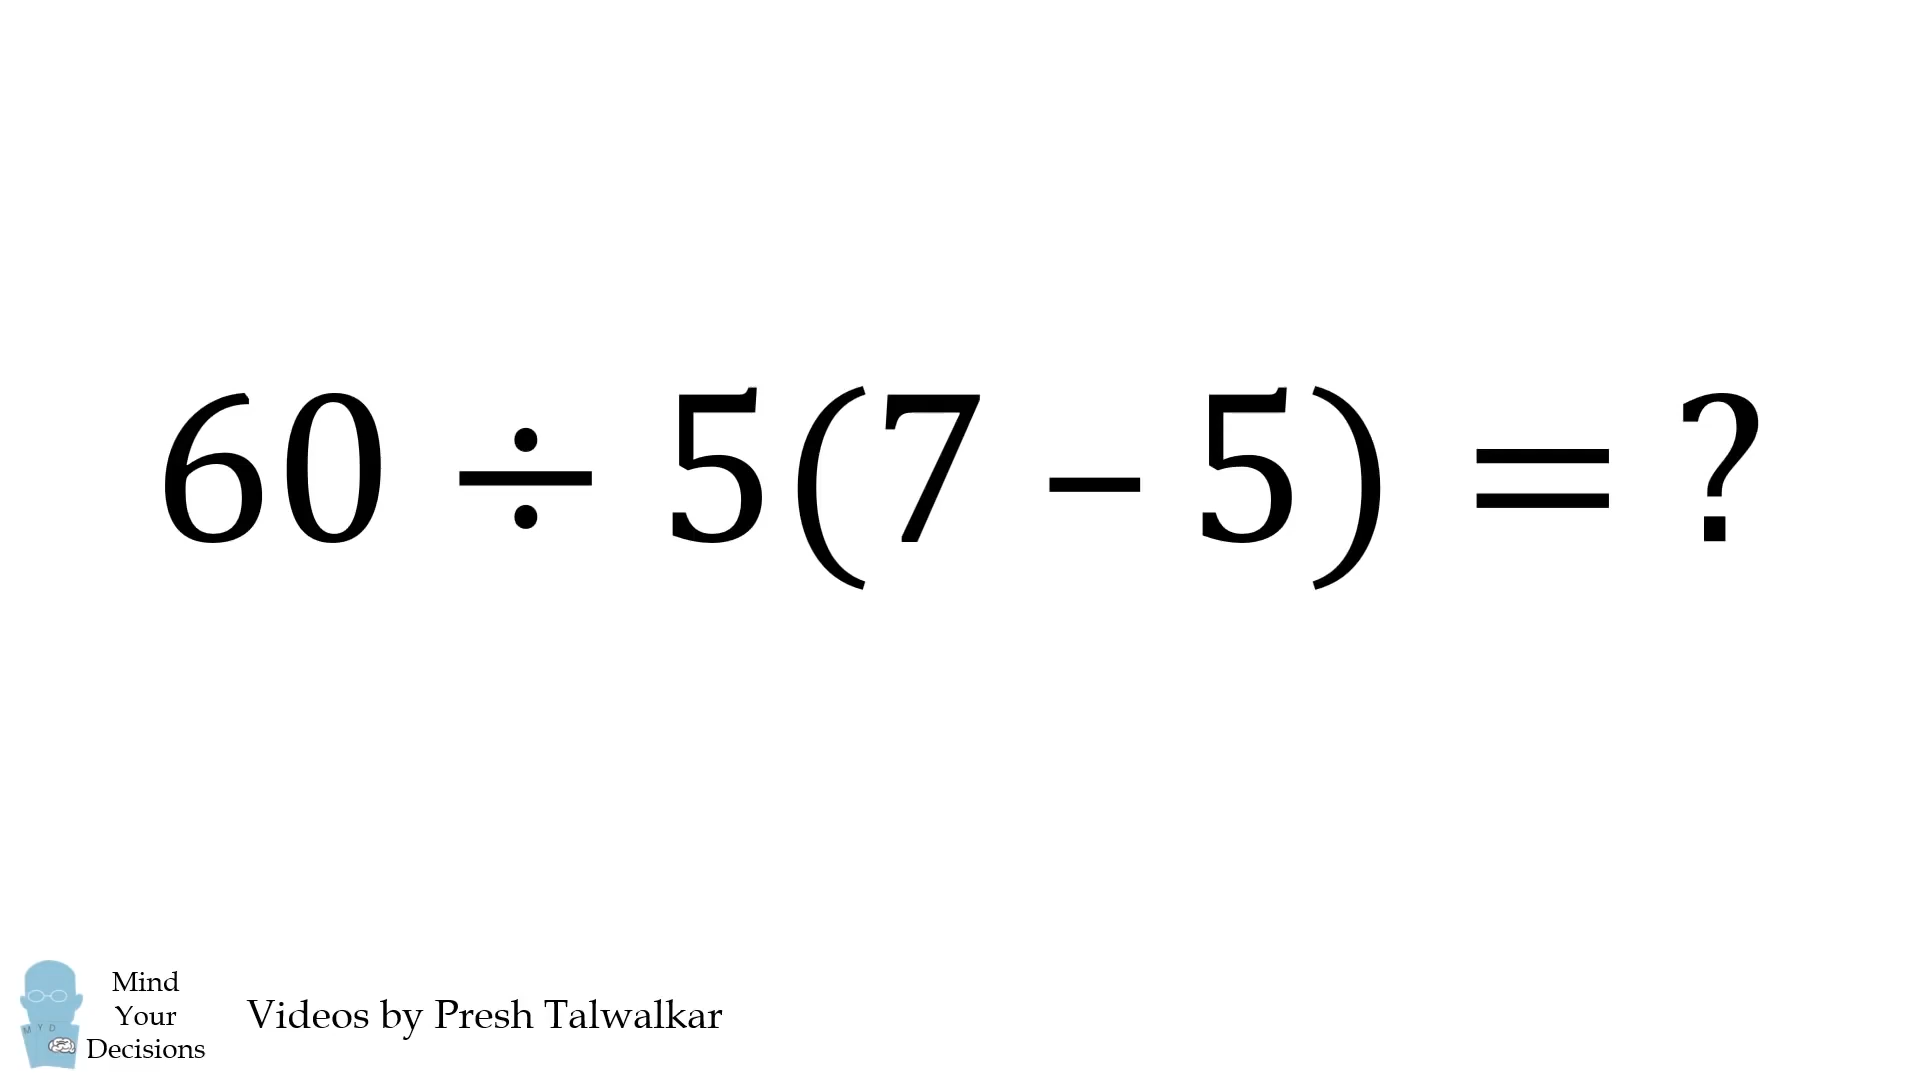 60 ÷ 5(7 – 5) = ?
Mind
Your
Decisions
M Y D
Videos by Presh Talwalkar